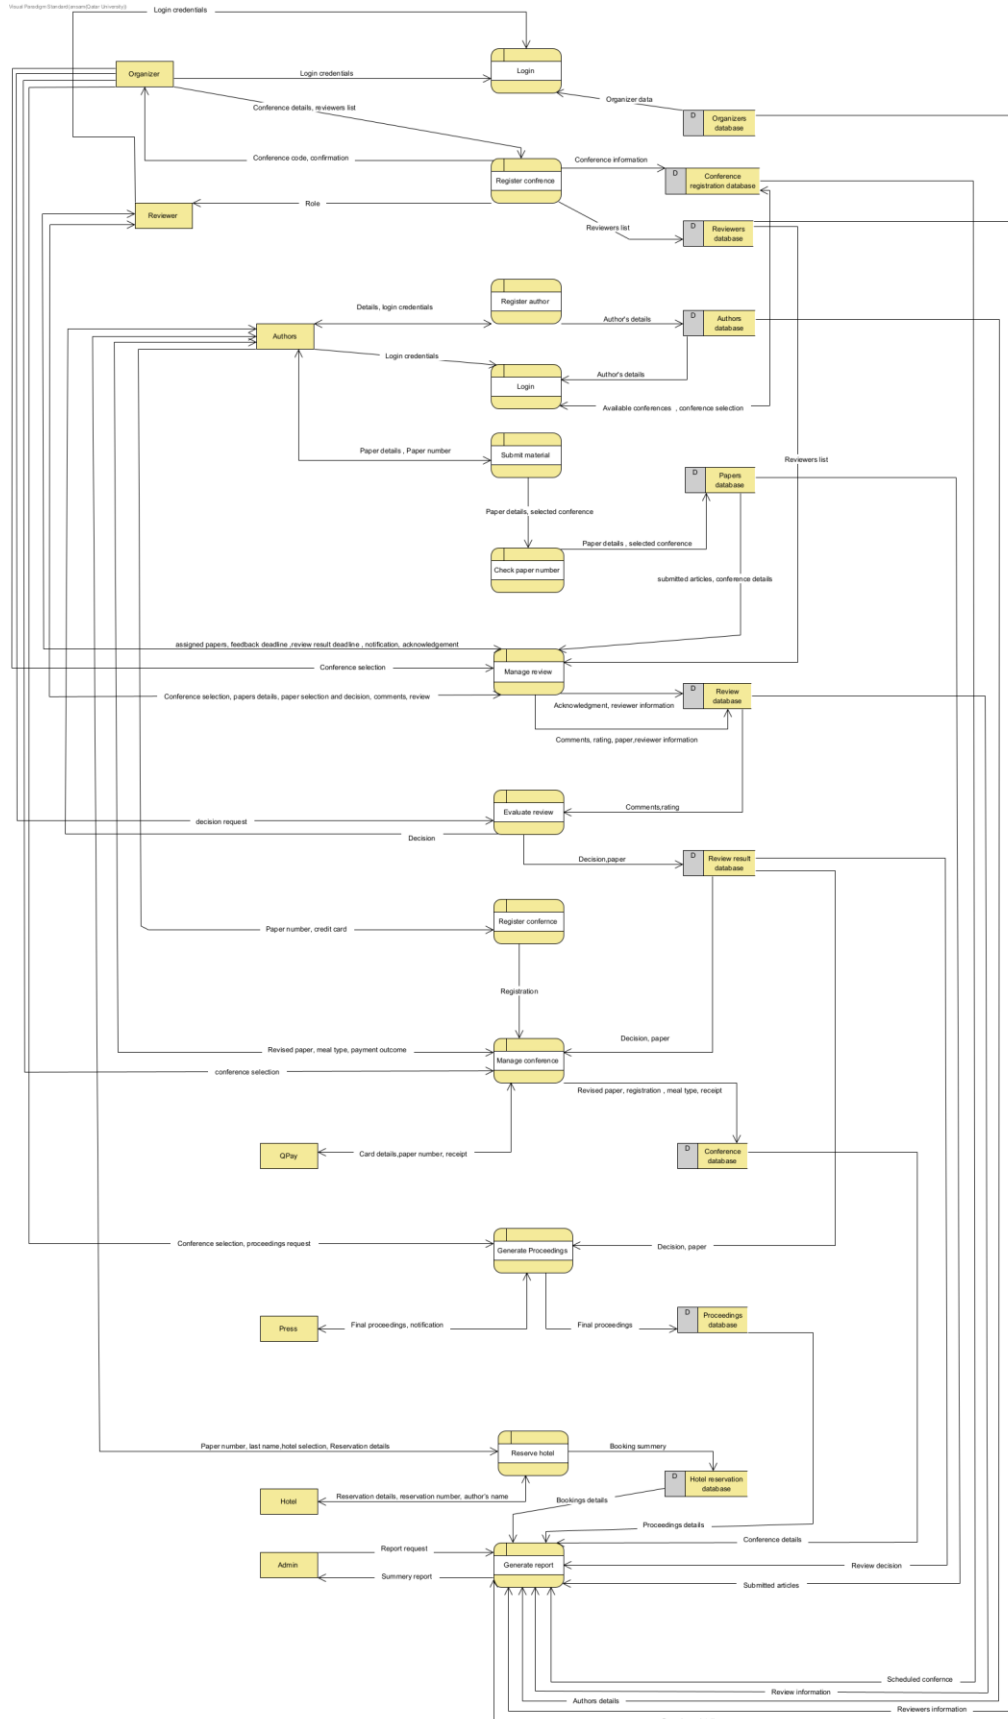 Visual Paradigm Standard(anaam(Qatar University))
Login credentials
Organizer
Login
Login credentials
Organizer data
D
Organizers
database
Conference details, reviewers list
Conference code, confirmation
Register confrence
Conference information
D
Conference
registration database
Role
Reviewer
Reviewers list
D
Reviewers
database
Register author
Details, login credentials
Author's details
D
Authors
database
Authors
Login credentials
Login
Author's details
Available conferences , conference selection
Paper details , Paper number
Submit material
Reviewers list
D
Papers
database
Paper details, selected conference
Paper details , selected conference
Check paper number
submitted articles, conference details
assigned papers, feedback deadline ,review result deadline , notification, acknowledgement
Conference selection
Manage review
Conference selection, papers details, paper selection and decision, comments, review
Acknowledgment, reviewer information
D
Review
database
Comments, rating, paper,reviewer information
Evaluate review
Comments,rating
decision request
Decision
Decision,paper
D
Review result
database
Register confernce
Paper number, credit card
Registration
Decision, paper
Revised paper, meal type, payment outcome
Manage conference
conference selection
Revised paper, registration , meal type, receipt
QPay
Card details,paper number, receipt
D
Conference
database
Conference selection, proceedings request
Generate Proceedings
Decision, paper
Press
Final proceedings, notification
Final proceedings
D
Proceedings
database
Paper number, last name,hotel selection, Reservation details
Reserve hotel
Booking summery
D
Hotel reservation
database
Hotel
Reservation details, reservation number, author's name
Bookings details
Proceedings details
Report request
Conference details
Admin
Generate report
Review decision
Summery report
Submitted articles
Scheduled confernce
Review information
Authors details
Reviewers information